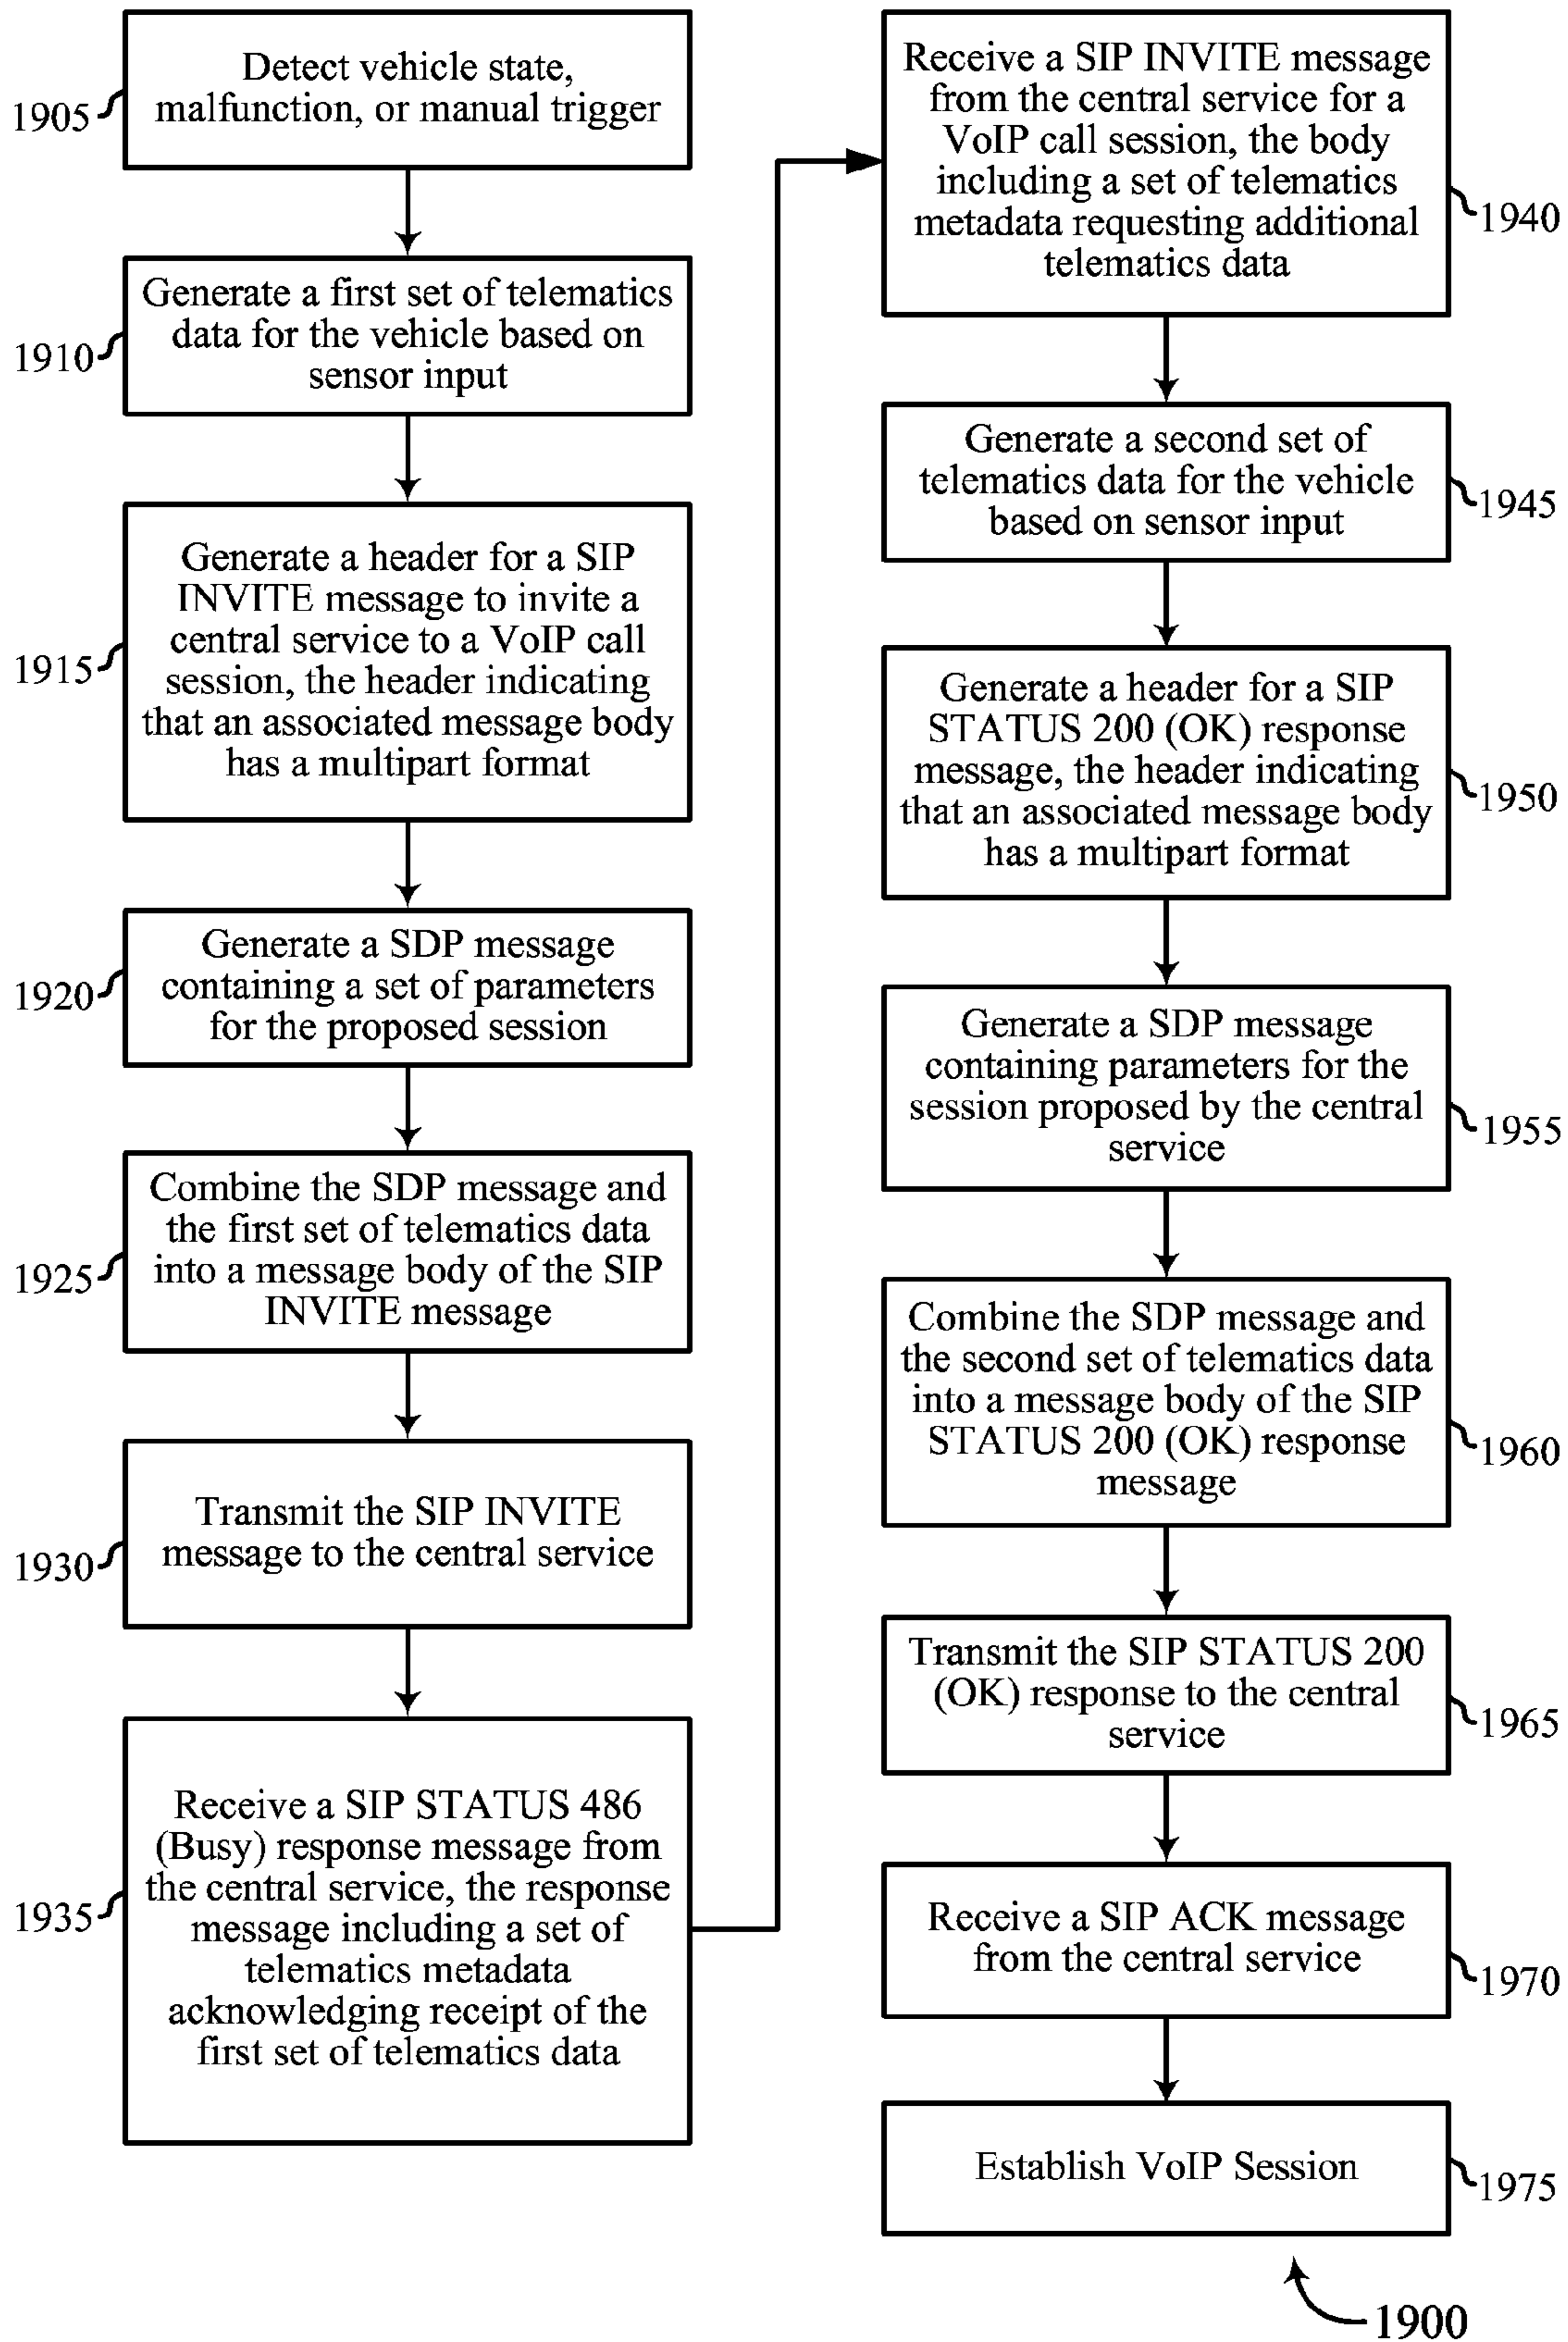 Detect vehicle state,
malfunction, or manual trigger
1905
Generate a first set of telematics
data for the vehicle based on
sensor input
1910
Generate a header for a SIP
INVITE message to invite a
central service to a VoIP call
session, the header indicating
that an associated message body
has a multipart format
1915
Generate a SDP message
containing a set of parameters
for the proposed session
1920
Combine the SDP message and
the first set of telematics data
into a message body of the SIP
INVITE message
1925
Transmit the SIP INVITE
message to the central service
1930
Receive a SIP STATUS 486
(Busy) response message from
the central service, the response
message including a set of
telematics metadata
acknowledging receipt of the
first set of telematics data
1935
Receive a SIP INVITE message
from the central service for a
VoIP call session, the body
including a set of telematics
metadata requesting additional
telematics data
1940
Generate a second set of
telematics data for the vehicle
based on sensor input
1945
Generate a header for a SIP
STATUS 200 (OK) response
message, the header indicating
that an associated message body
has a multipart format
1950
Generate a SDP message
containing parameters for the
session proposed by the central
service
1955
Combine the SDP message and
the second set of telematics data
into a message body of the SIP
STATUS 200 (OK) response
message
1960
Transmit the SIP STATUS 200
(OK) response to the central
service
1965
Receive a SIP ACK message
from the central service
1970
Establish VoIP Session
1975
1900